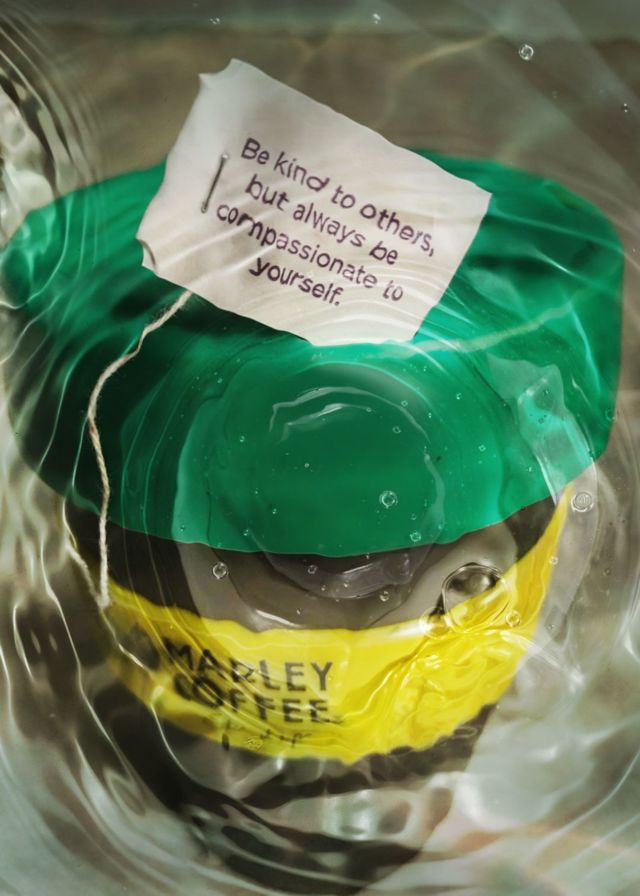 Be kind to others,
but always be
compassionate to
yourself.
MARLEY
COFFEE